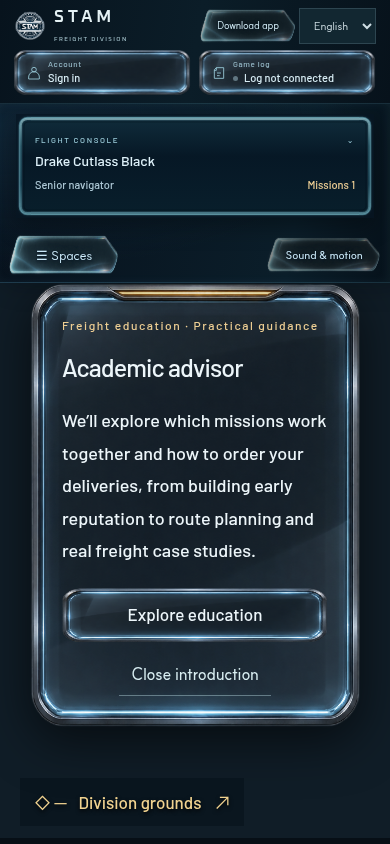 STAM
FREIGHT DIVISION
Download app
English
Account
Sign in
Game log
Log not connected
FLIGHT CONSOLE
Drake Cutlass Black
Senior navigator
Missions 1
☰ Spaces
Sound & motion
Freight education · Practical guidance
Academic advisor
We’ll explore which missions work
together and how to order your
deliveries, from building early
reputation to route planning and
real freight case studies.
Explore education
Close introduction
Division grounds